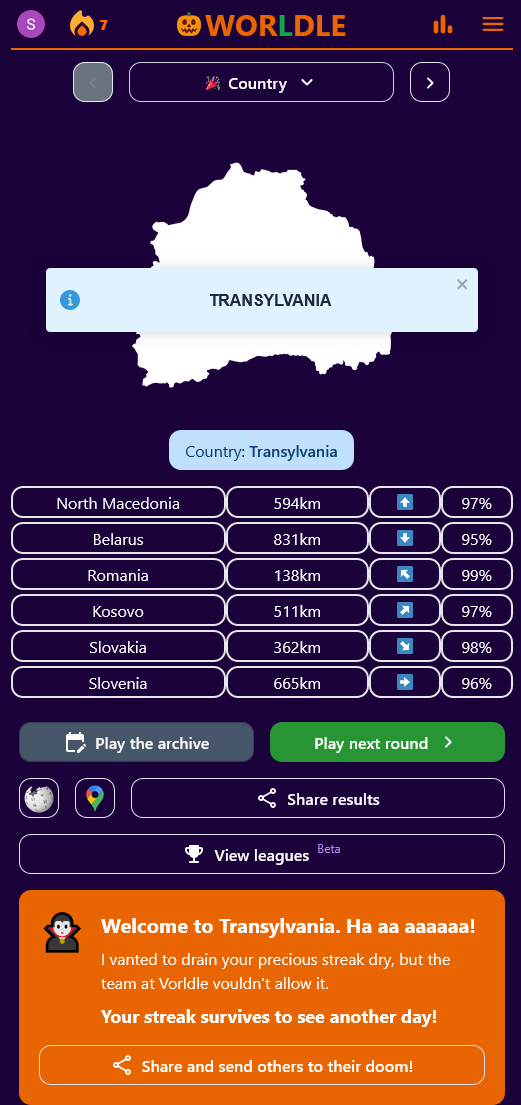 S
7
WORLDLE
Country
TRANSYLVANIA
Country: Transylvania
North Macedonia 594km 97%
Belarus 831km 95%
Romania 138km 99%
Kosovo 511km 97%
Slovakia 362km 98%
Slovenia 665km 96%
Play the archive
Play next round
Share results
View leagues Beta
Welcome to Transylvania. Ha aa aaaaaa!
I vanted to drain your precious streak dry, but the
team at Vorldle vouldn't allow it.
Your streak survives to see another day!
Share and send others to their doom!